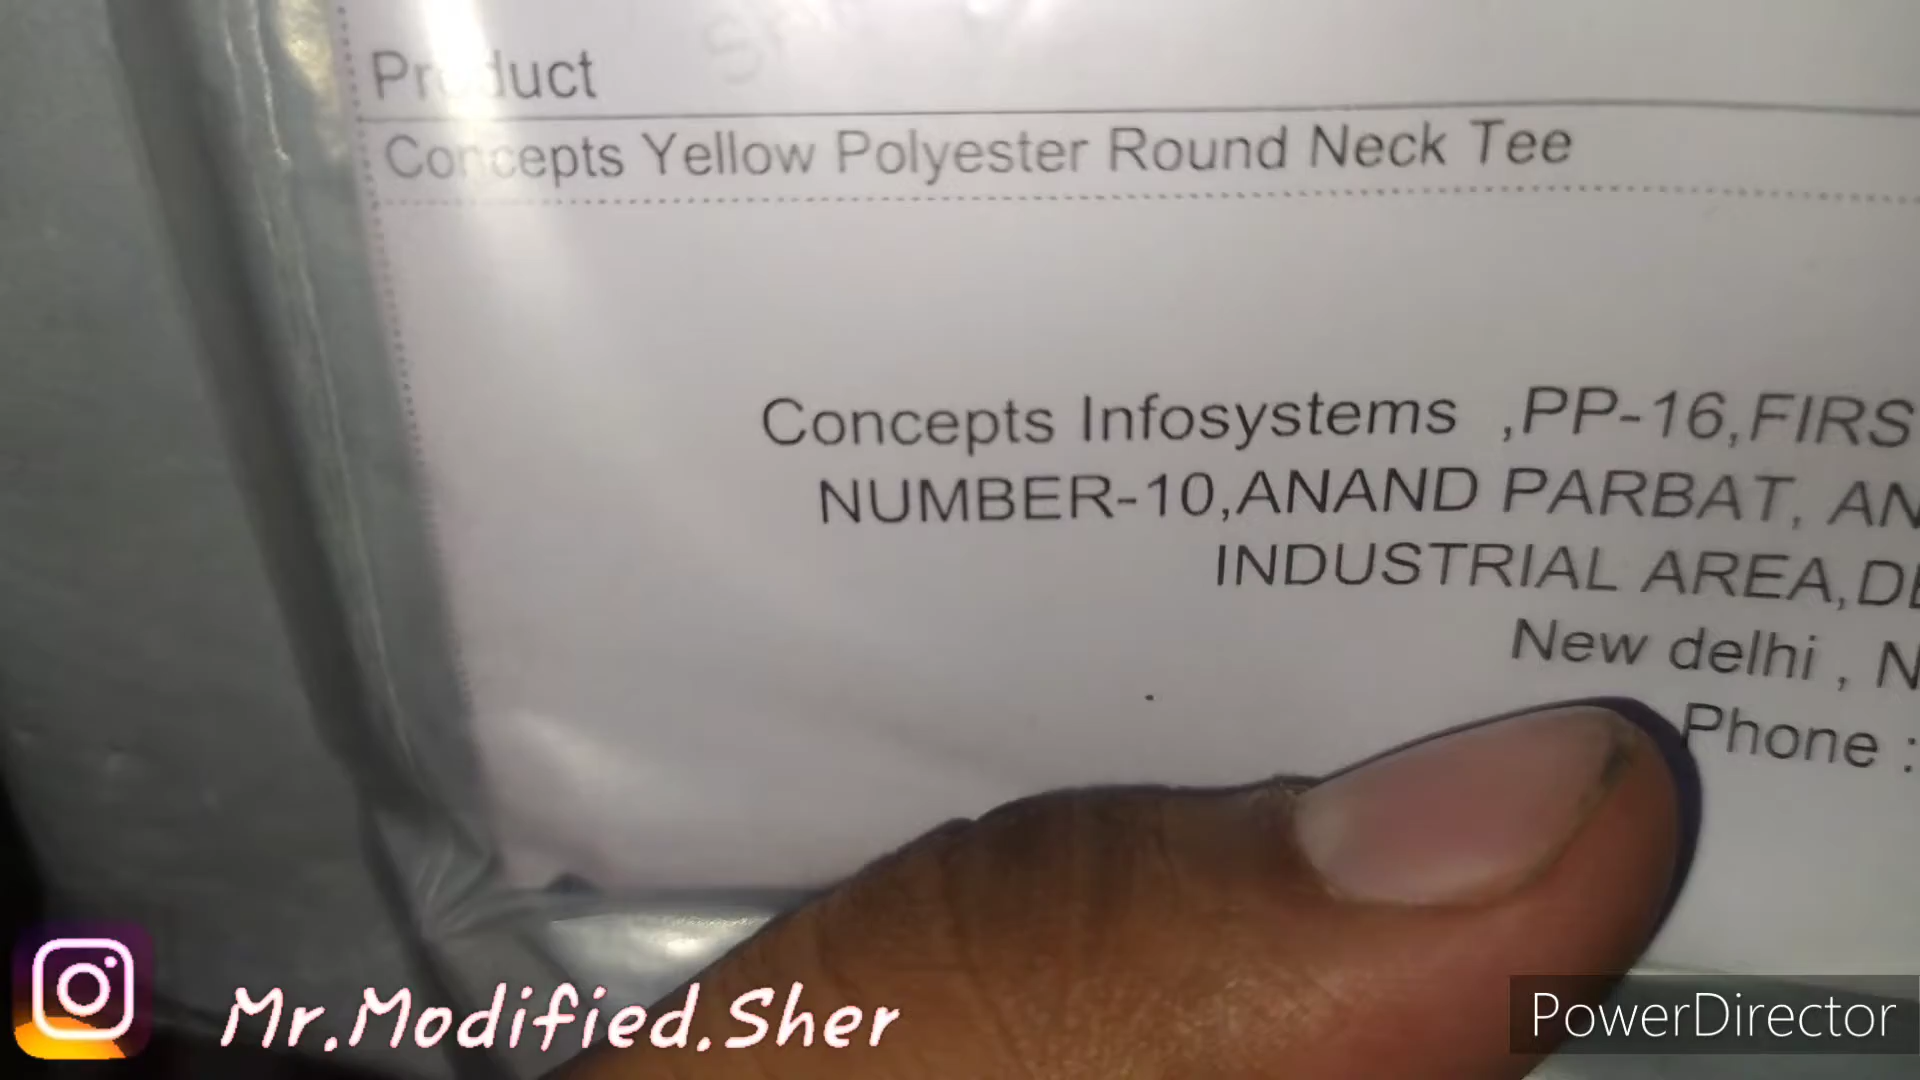 Product
Concepts Yellow Polyester Round Neck Tee
Concepts Infosystems ,PP-16,FIRS
NUMBER-10,ANAND PARBAT, AN
INDUSTRIAL AREA,DE
New delhi , N
Phone :
Mr.Modified.Sher
PowerDirector